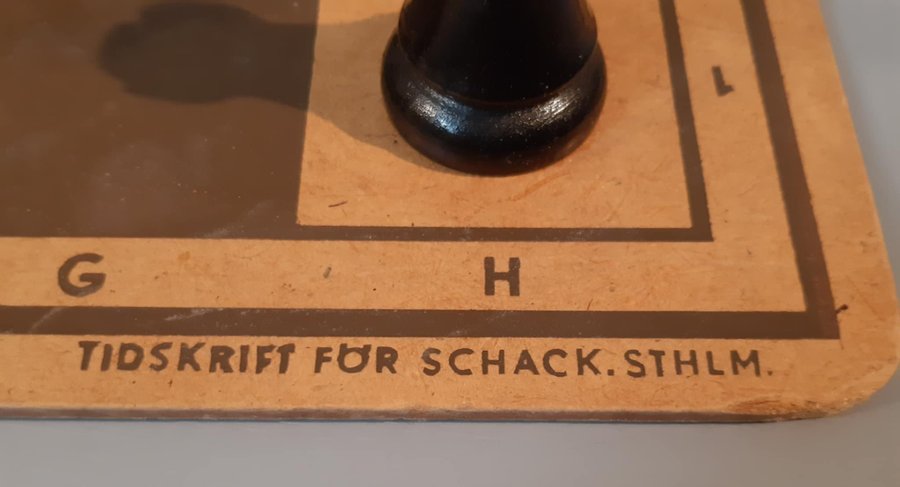 1
G H
TIDSKRIFT FÖR SCHACK. STHLM.